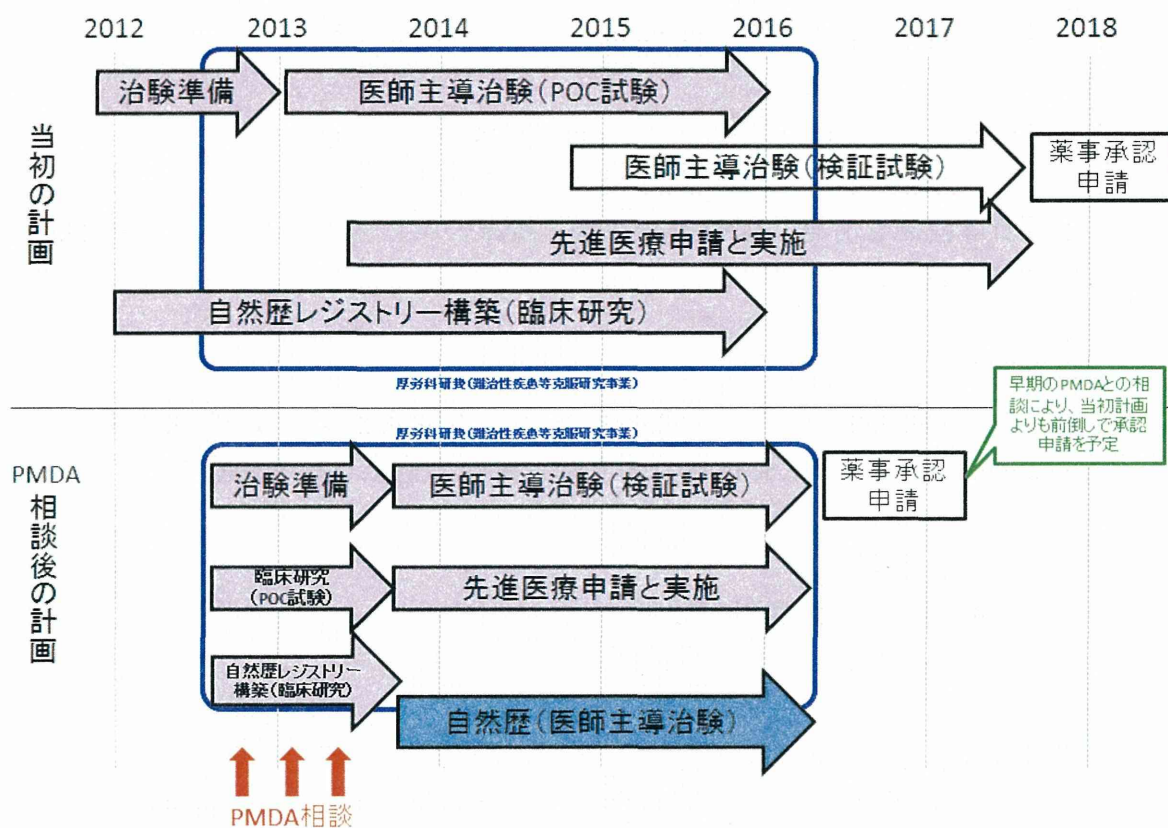 2012 2013 2014 2015 2016 2017 2018
当初の計画
治験準備
医師主導治験(POC試験)
医師主導治験(検証試験)
薬事承認
申請
先進医療申請と実施
自然歴レジストリー構築(臨床研究)
厚労科研費(難治性疾患等克服研究事業)
早期のPMDAとの相
談により、当初計画
よりも前倒しで承認
申請を予定
厚労科研費(難治性疾患等克服研究事業)
PMDA
相談後の計画
治験準備
医師主導治験(検証試験)
薬事承認
申請
臨床研究
(POC試験)
先進医療申請と実施
自然歴レジストリー
構築(臨床研究)
自然歴(医師主導治験)
PMDA相談